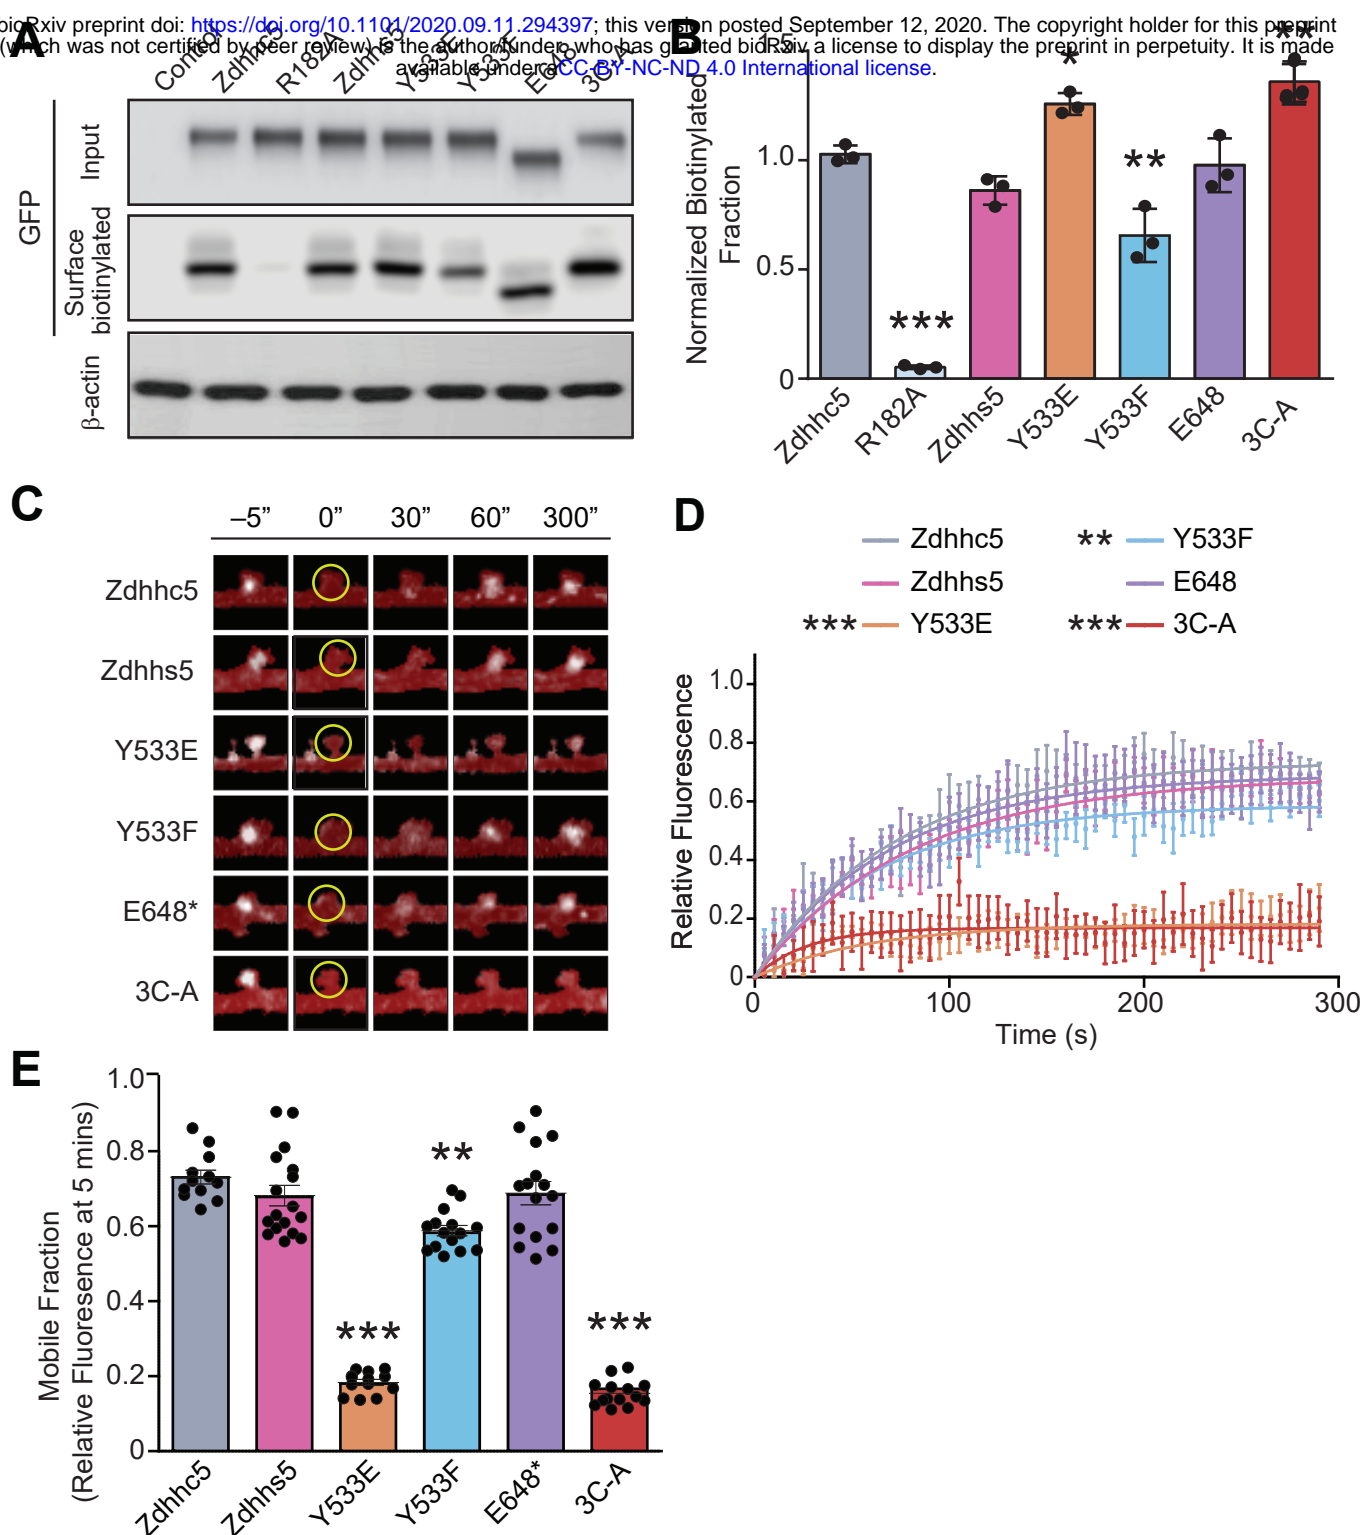 bioRxiv preprint doi: https://doi.org/10.1101/2020.09.11.294397; this version posted September 12, 2020. The copyright holder for this preprint
(which was not certified by peer review) is the author/funder, who has granted bioRxiv a license to display the preprint in perpetuity. It is made
available under aCC-BY-NC-ND 4.0 International license.
A
Control
Zdhhc5
R182A
Zdhhs5
Y533E
Y533F
E648
3C-A
GFP
Input
Surface
biotinylated
β-actin
B
Normalized Biotinylated
Fraction
1.5
1.0
0.5
0
***
*
**
**
Zdhhc5
R182A
Zdhhs5
Y533E
Y533F
E648
3C-A
C
–5” 0” 30” 60” 300”
Zdhhc5
Zdhhs5
Y533E
Y533F
E648*
3C-A
D
Zdhhc5
** Y533F
Zdhhs5
E648
*** Y533E
*** 3C-A
Relative Fluorescence
1.0
0.8
0.6
0.4
0.2
0
0 100 200 300
Time (s)
E
Mobile Fraction
(Relative Fluoresence at 5 mins)
1.0
0.8
0.6
0.4
0.2
0
***
**
***
Zdhhc5
Zdhhs5
Y533E
Y533F
E648*
3C-A